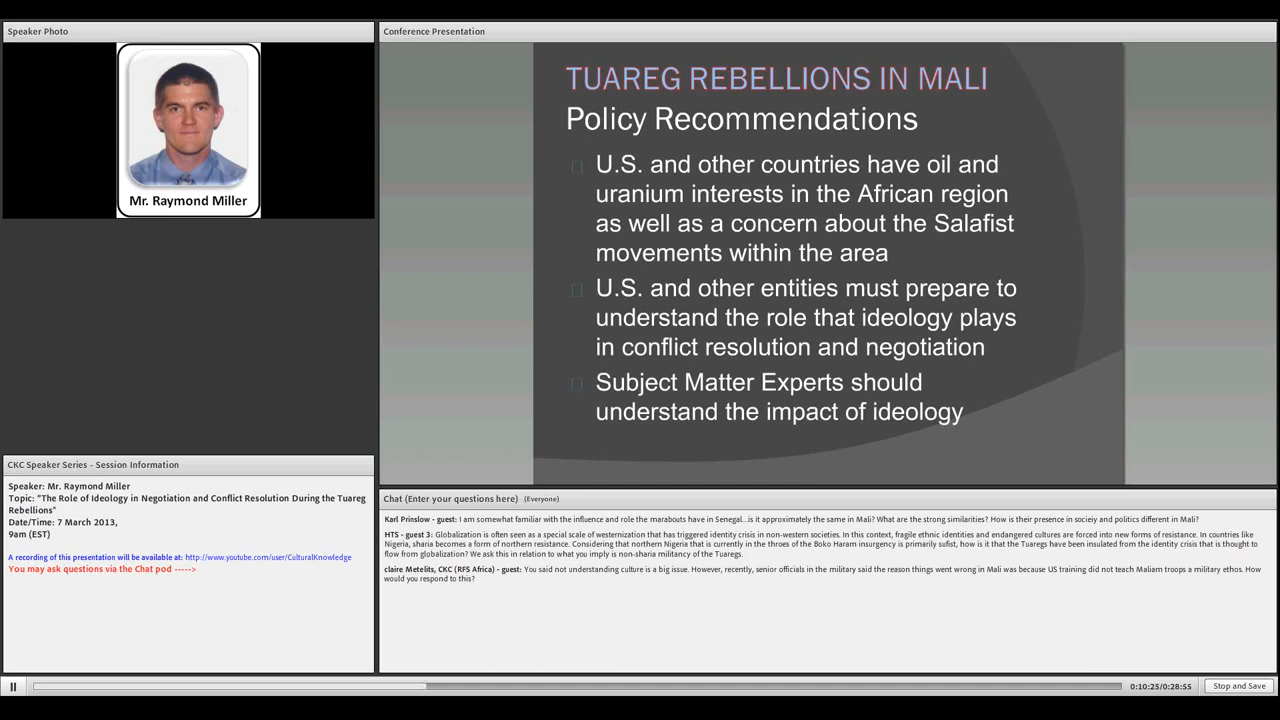 Speaker Photo
Mr. Raymond Miller
Conference Presentation
TUAREG REBELLIONS IN MALI
Policy Recommendations
U.S. and other countries have oil and
uranium interests in the African region
as well as a concern about the Salafist
movements within the area
U.S. and other entities must prepare to
understand the role that ideology plays
in conflict resolution and negotiation
Subject Matter Experts should
understand the impact of ideology
CKC Speaker Series - Session Information
Speaker: Mr. Raymond Miller
Topic: "The Role of Ideology in Negotiation and Conflict Resolution During the Tuareg
Rebellions"
Date/Time: 7 March 2013,
9am (EST)
A recording of this presentation will be available at: http://www.youtube.com/user/CulturalKnowledge
You may ask questions via the Chat pod ----->
Chat (Enter your questions here) (Everyone)
Karl Prinslow - guest: I am somewhat familiar with the influence and role the marabouts have in Senegal...is it approximately the same in Mali? What are the strong similarities? How is their presence in socieiy and politics different in Mali?
HTS - guest 3: Globalization is often seen as a special scale of westernization that has triggered identity crisis in non-western societies. In this context, fragile ethnic identities and endangered cultures are forced into new forms of resistance. In countries like
Nigeria, sharia becomes a form of northern resistance. Considering that northern Nigeria that is currently in the throes of the Boko Haram insurgency is primarily sufist, how is it that the Tuaregs have been insulated from the identity crisis that is thought to
flow from globalization? We ask this in relation to what you imply is non-sharia militancy of the Tuaregs.
claire Metelits, CKC (RFS Africa) - guest: You said not understanding culture is a big issue. However, recently, senior officials in the military said the reason things went wrong in Mali was because US training did not teach Maliam troops a military ethos. How
would you respond to this?
0:10:23/0:28:55
Stop and Save